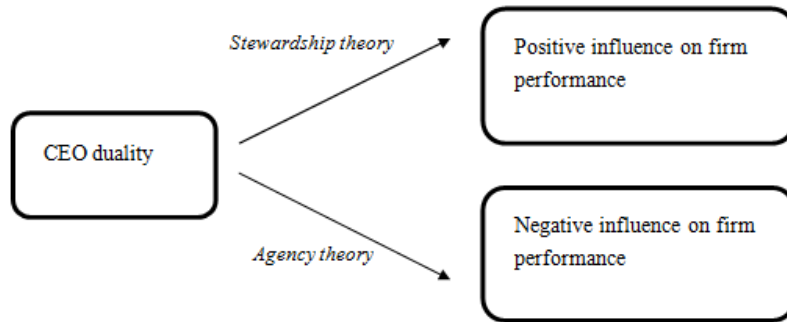 Stewardship theory
Positive influence on firm
performance
CEO duality
Agency theory
Negative influence on firm
performance